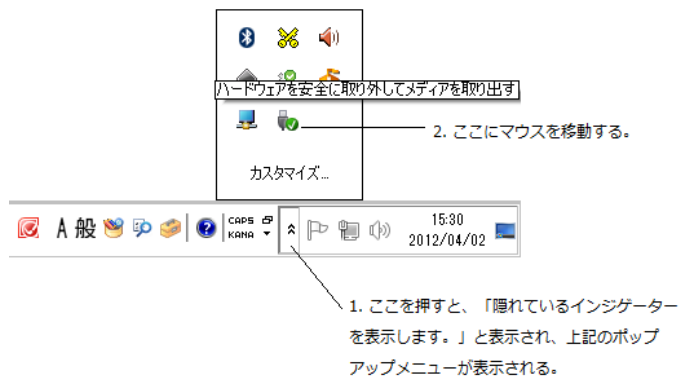 ハードウェアを安全に取り外してメディアを取り出す
2. ここにマウスを移動する。
カスタマイズ...
A 般
CAPS
KANA
15:30
2012/04/02
1. ここを押すと、「隠れているインジゲーター
を表示します。」と表示され、上記のポップ
アップメニューが表示される。